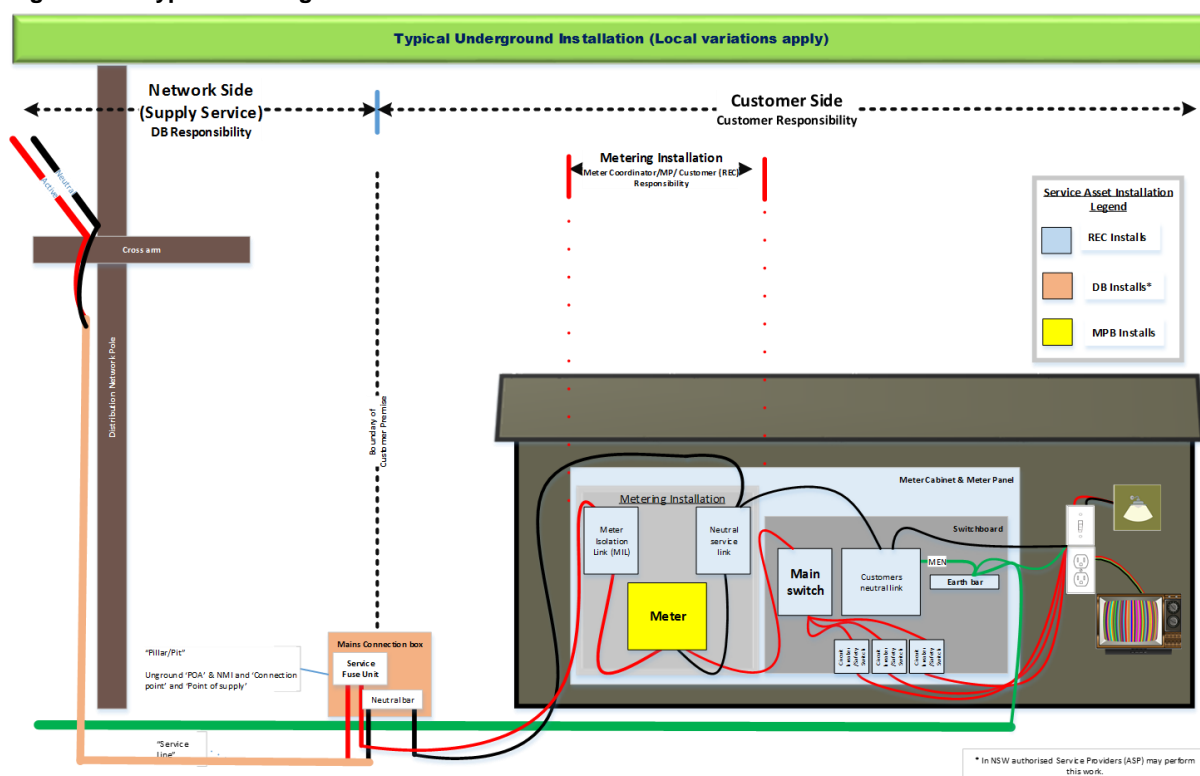 Typical Underground Installation (Local variations apply)
Network Side
(Supply Service)
DB Responsibility
Customer Side
Customer Responsibility
Metering Installation
Meter Coordinator/MP/ Customer (REC)
Responsibility
Active
Neutral
Cross arm
Distribution Network Pole
Boundary of
Customer Premise
Service Asset Installation
Legend
REC Installs
DB Installs*
MPB Installs
Meter Cabinet & Meter Panel
Metering Installation
Meter
Isolation
Link (MIL)
Neutral
service
link
Meter
Switchboard
Main
switch
Customers
neutral link
MEN
Earth bar
Switch
Switch
Switch
Mains Connection box
Service
Fuse Unit
Neutral bar
"Pillar/Pit"
Unground 'POA' & NMI and 'Connection
point' and 'Point of supply'
"Service
Line"
* In NSW authorised Service Providers (ASP) may perform
this work.